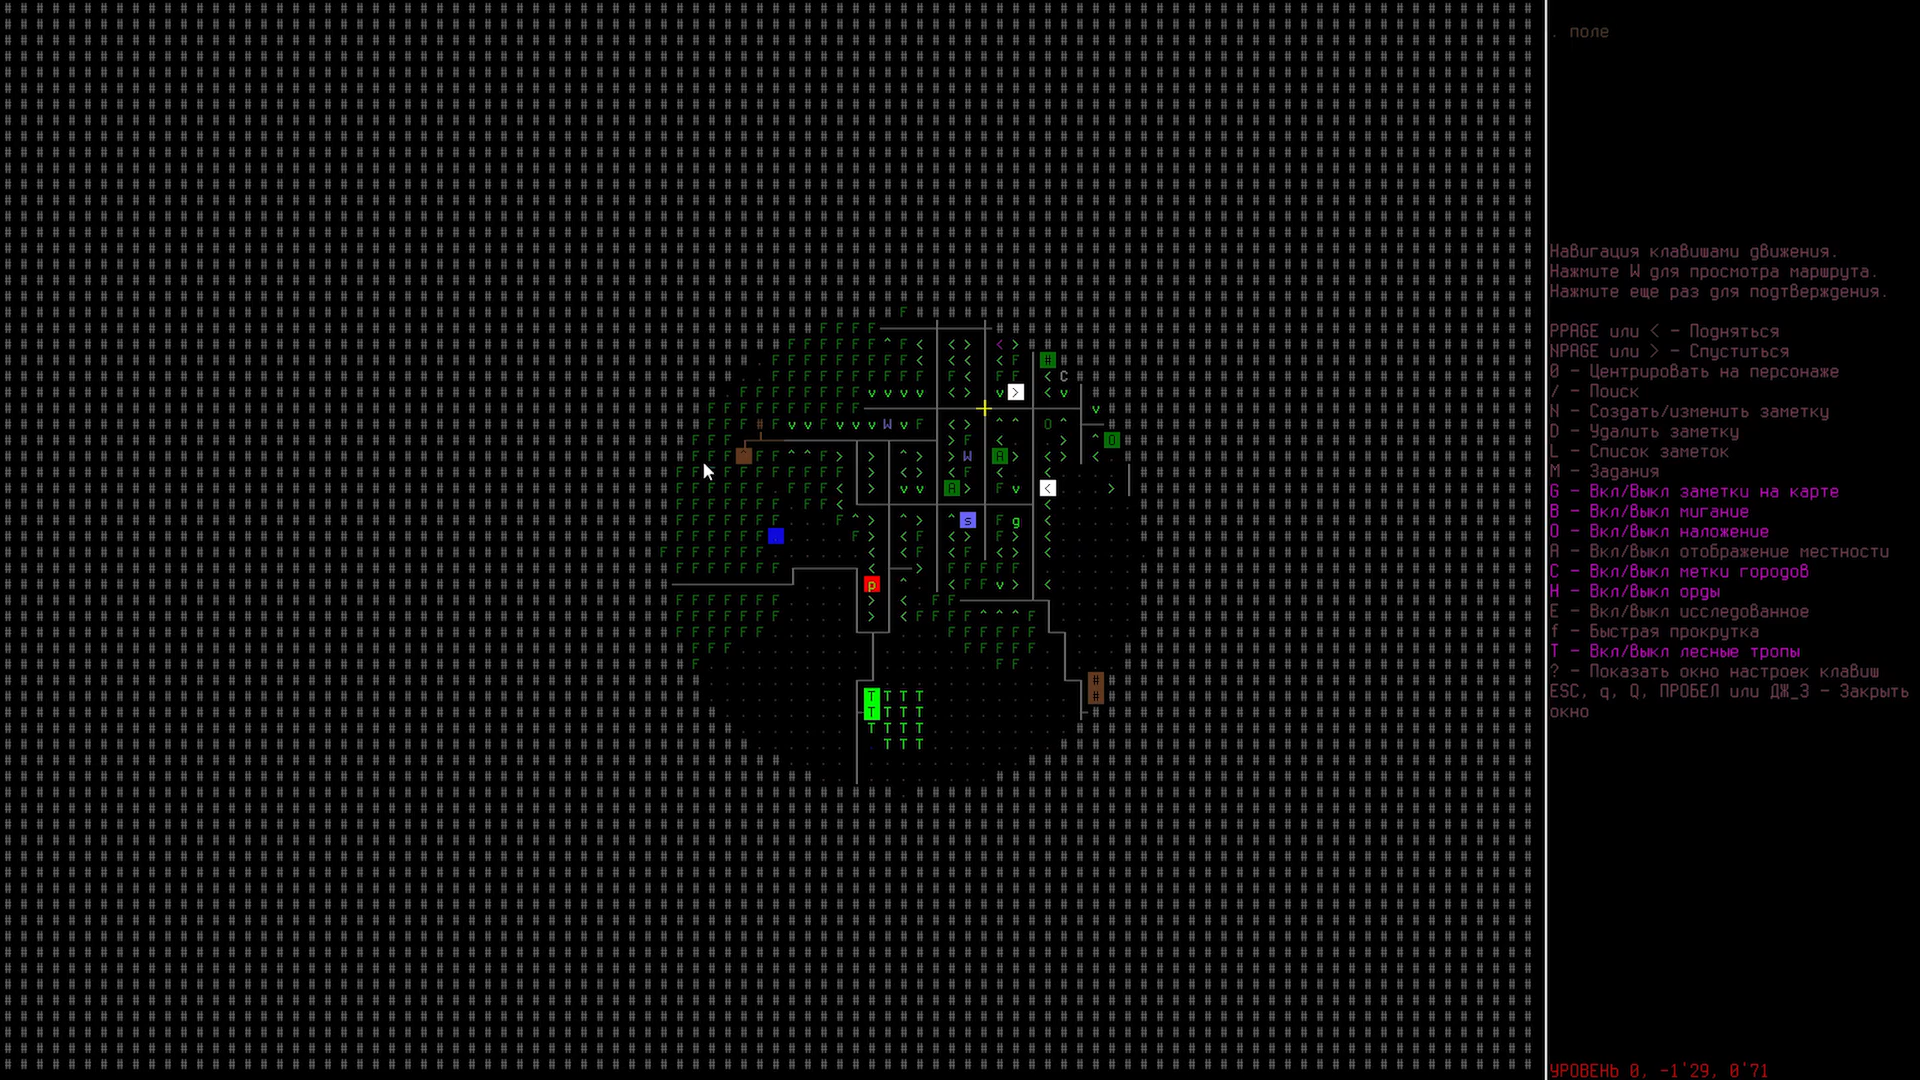 . поле
Навигация клавишами движения.
Нажмите W для просмотра маршрута.
Нажмите еще раз для подтверждения.
PPAGE или < - Подняться
NPAGE или > - Спуститься
0 - Центрировать на персонаже
/ - Поиск
N - Создать/изменить заметку
D - Удалить заметку
L - Список заметок
M - Задания
G - Вкл/Выкл заметки на карте
B - Вкл/Выкл мигание
O - Вкл/Выкл наложение
A - Вкл/Выкл отображение местности
C - Вкл/Выкл метки городов
H - Вкл/Выкл орды
E - Вкл/Выкл исследованное
f - Быстрая прокрутка
T - Вкл/Выкл лесные тропы
? - Показать окно настроек клавиш
ESC, q, Q, ПРОБЕЛ или ДЖ_3 - Закрыть
окно
УРОВЕНЬ 0, -1'29, 0'71